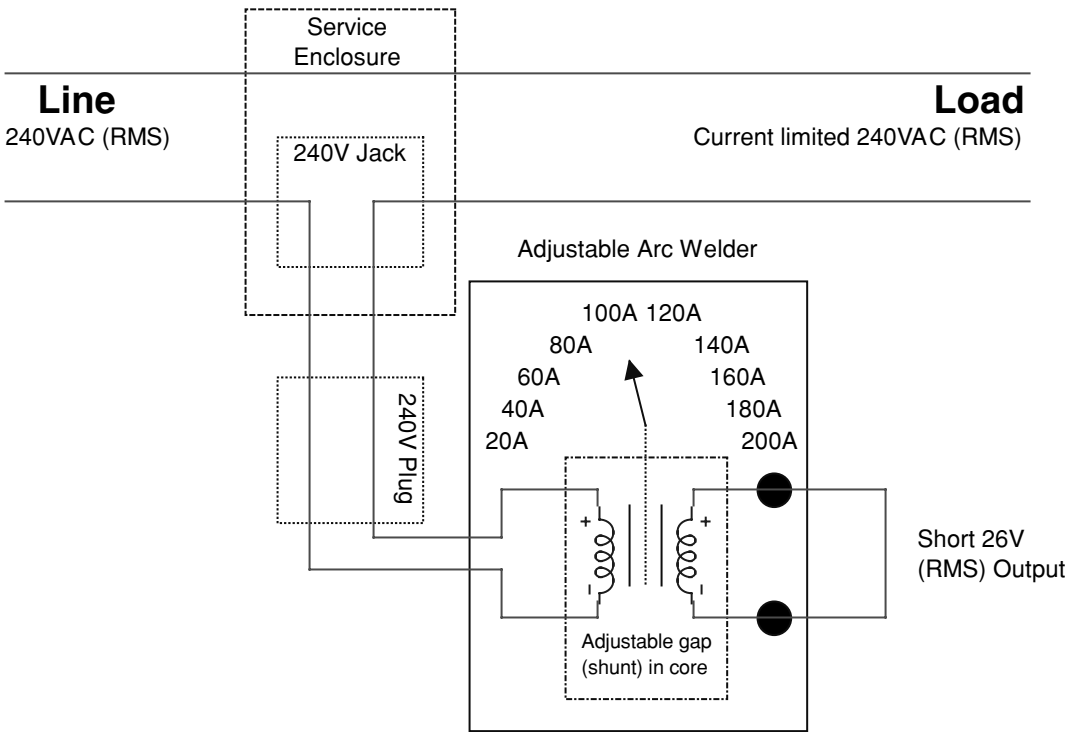 Service
Enclosure
Line
240VAC (RMS)
Load
Current limited 240VAC (RMS)
240V Jack
Adjustable Arc Welder
100A 120A
80A 140A
60A 160A
40A 180A
20A 200A
240V Plug
+ +
- -
Short 26V
(RMS) Output
Adjustable gap
(shunt) in core